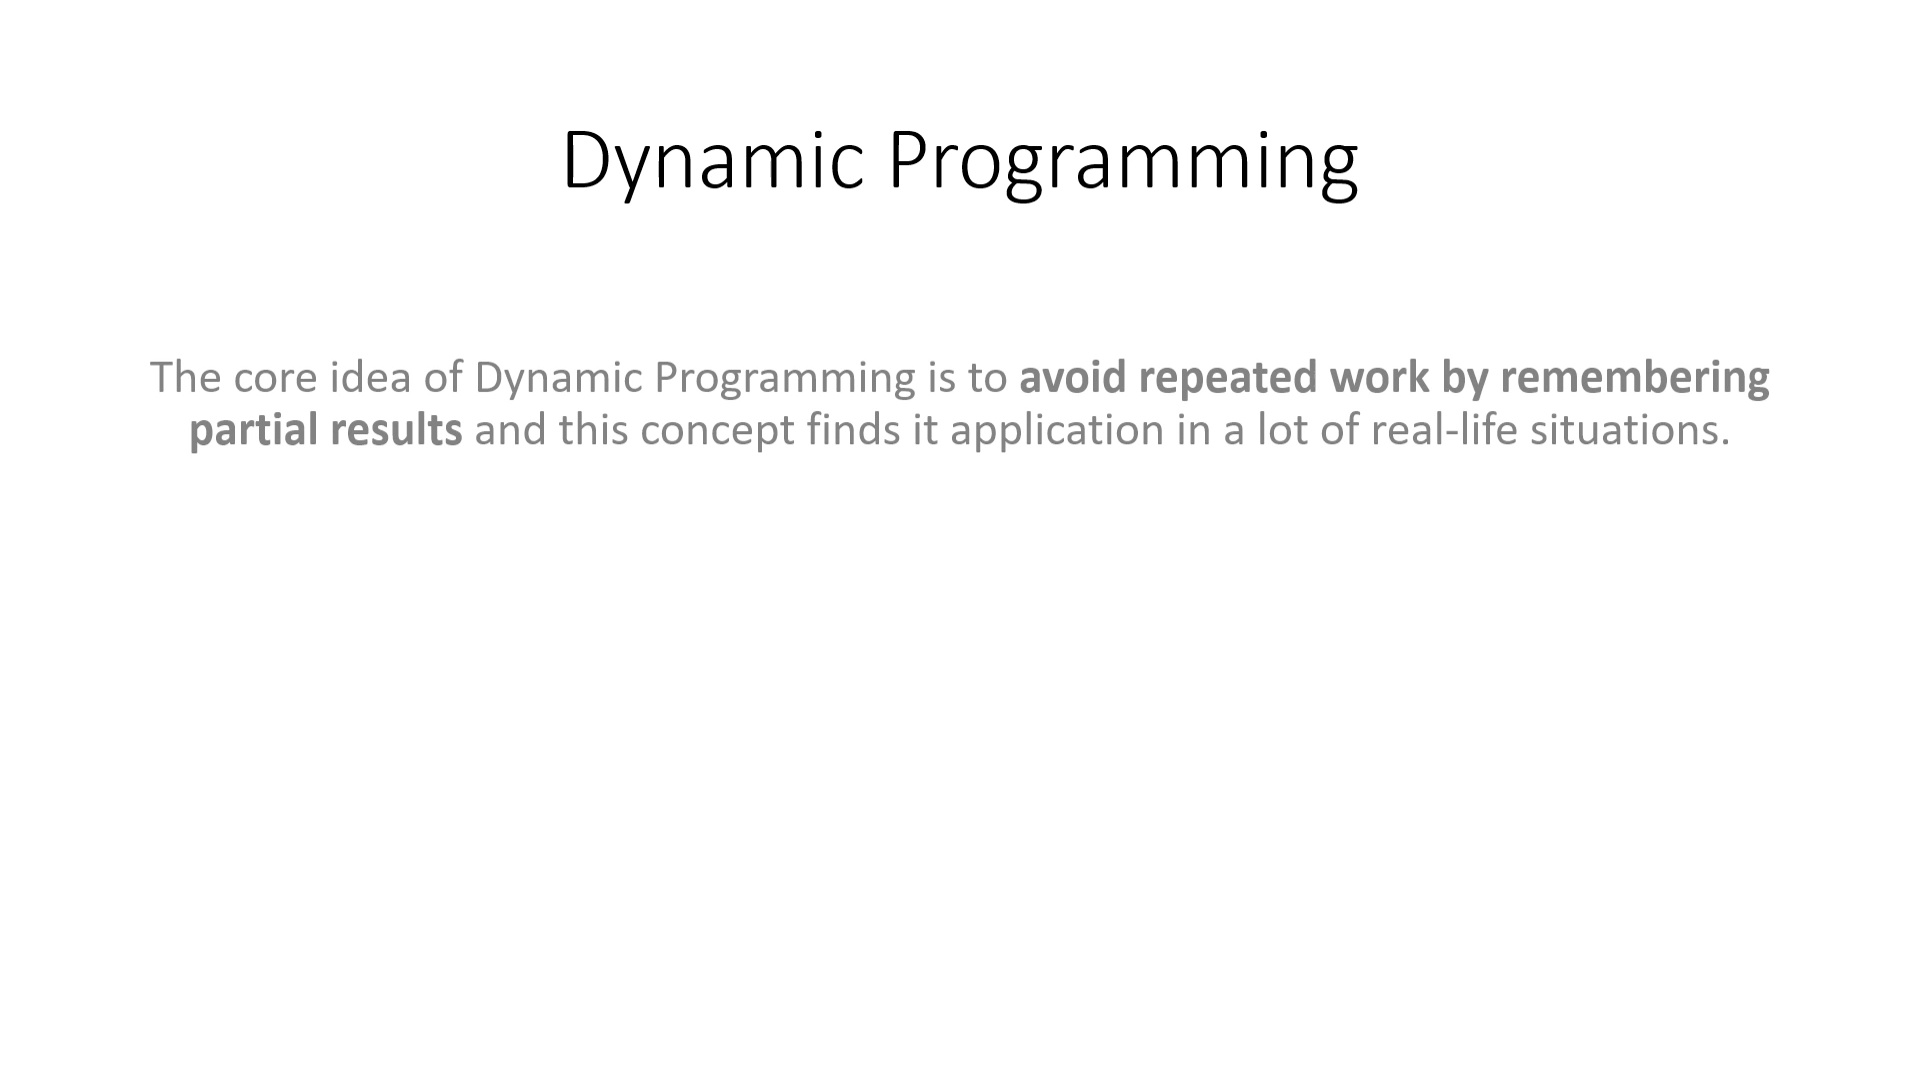 Dynamic Programming
The core idea of Dynamic Programming is to avoid repeated work by remembering
partial results and this concept finds it application in a lot of real-life situations.